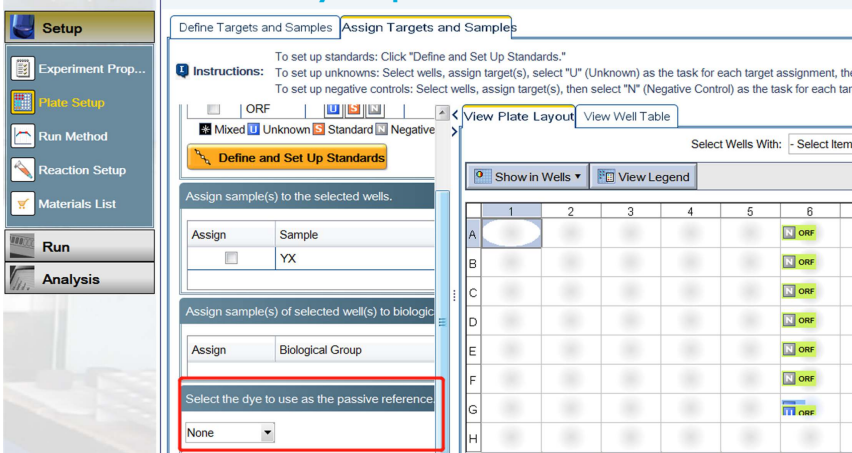 Setup
Experiment Prop...
Plate Setup
Run Method
Reaction Setup
Materials List
Run
Analysis
Define Targets and Samples
Assign Targets and Samples
Instructions:
To set up standards: Click "Define and Set Up Standards."
To set up unknowns: Select wells, assign target(s), select "U" (Unknown) as the task for each target assignment, the
To set up negative controls: Select wells, assign target(s), then select "N" (Negative Control) as the task for each tar
ORF U S N
Mixed U Unknown S Standard N Negative
Define and Set Up Standards
Assign sample(s) to the selected wells.
Assign Sample
YX
Assign sample(s) of selected well(s) to biologic
Assign Biological Group
Select the dye to use as the passive reference.
None
View Plate Layout View Well Table
Select Wells With: - Select Item
Show in Wells ▼ View Legend
1 2 3 4 5 6
A N ORF
B N ORF
C N ORF
D N ORF
E N ORF
F N ORF
G U ORF
H